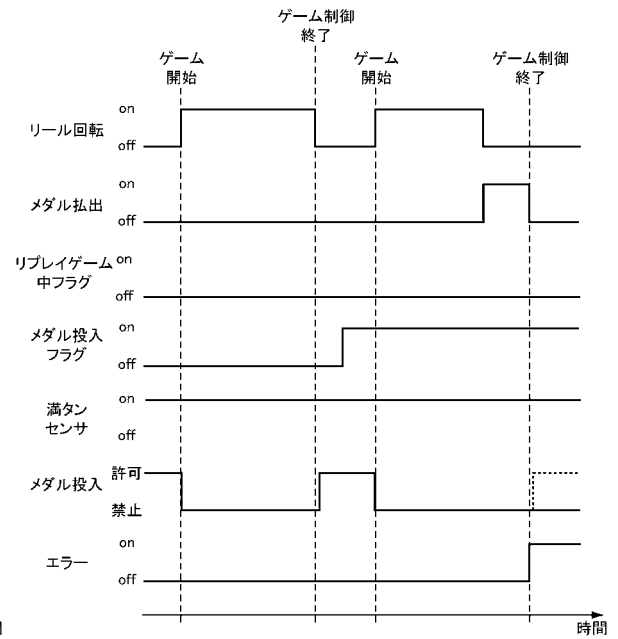 ゲーム制御
終了
ゲーム
開始
ゲーム
開始
ゲーム制御
終了
on
リール回転
off
on
メダル払出
off
on
リプレイゲーム
中フラグ
off
on
メダル投入
フラグ
off
on
満タン
センサ
off
許可
メダル投入
禁止
on
エラー
off
時間